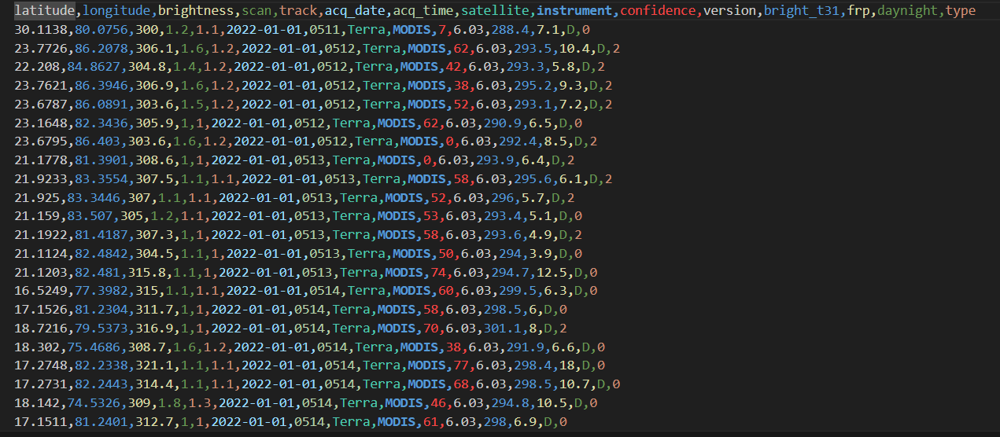 latitude,longitude,brightness,scan,track,acq_date,acq_time,satellite,instrument,confidence,version,bright_t31,frp,daynight,type
30.1138,80.0756,300,1.2,1.1,2022-01-01,0511,Terra,MODIS,7,6.03,288.4,7.1,D,0
23.7726,86.2078,306.1,1.6,1.2,2022-01-01,0512,Terra,MODIS,62,6.03,293.5,10.4,D,2
22.208,84.8627,304.8,1.4,1.2,2022-01-01,0512,Terra,MODIS,42,6.03,293.3,5.8,D,2
23.7621,86.3946,306.9,1.6,1.2,2022-01-01,0512,Terra,MODIS,38,6.03,295.2,9.3,D,2
23.6787,86.0891,303.6,1.5,1.2,2022-01-01,0512,Terra,MODIS,52,6.03,293.1,7.2,D,2
23.1648,82.3436,305.9,1,1,2022-01-01,0512,Terra,MODIS,62,6.03,290.9,6.5,D,0
23.6795,86.403,303.6,1.6,1.2,2022-01-01,0512,Terra,MODIS,0,6.03,292.4,8.5,D,2
21.1778,81.3901,308.6,1,1,2022-01-01,0513,Terra,MODIS,0,6.03,293.9,6.4,D,2
21.9233,83.3554,307.5,1.1,1.1,2022-01-01,0513,Terra,MODIS,58,6.03,295.6,6.1,D,2
21.925,83.3446,307,1.1,1.1,2022-01-01,0513,Terra,MODIS,52,6.03,296,5.7,D,2
21.159,83.507,305,1.2,1.1,2022-01-01,0513,Terra,MODIS,53,6.03,293.4,5.1,D,0
21.1922,81.4187,307.3,1,1,2022-01-01,0513,Terra,MODIS,58,6.03,293.6,4.9,D,2
21.1124,82.4842,304.5,1.1,1,2022-01-01,0513,Terra,MODIS,50,6.03,294,3.9,D,0
21.1203,82.481,315.8,1.1,1,2022-01-01,0513,Terra,MODIS,74,6.03,294.7,12.5,D,0
16.5249,77.3982,315,1.1,1.1,2022-01-01,0514,Terra,MODIS,60,6.03,299.5,6.3,D,0
17.1526,81.2304,311.7,1,1,2022-01-01,0514,Terra,MODIS,58,6.03,298.5,6,D,0
18.7216,79.5373,316.9,1,1,2022-01-01,0514,Terra,MODIS,70,6.03,301.1,8,D,2
18.302,75.4686,308.7,1.6,1.2,2022-01-01,0514,Terra,MODIS,38,6.03,291.9,6.6,D,0
17.2748,82.2338,321.1,1.1,1.1,2022-01-01,0514,Terra,MODIS,77,6.03,298.4,18,D,0
17.2731,82.2443,314.4,1.1,1.1,2022-01-01,0514,Terra,MODIS,68,6.03,298.5,10.7,D,0
18.142,74.5326,309,1.8,1.3,2022-01-01,0514,Terra,MODIS,46,6.03,294.8,10.5,D,0
17.1511,81.2401,312.7,1,1,2022-01-01,0514,Terra,MODIS,61,6.03,298,6.9,D,0